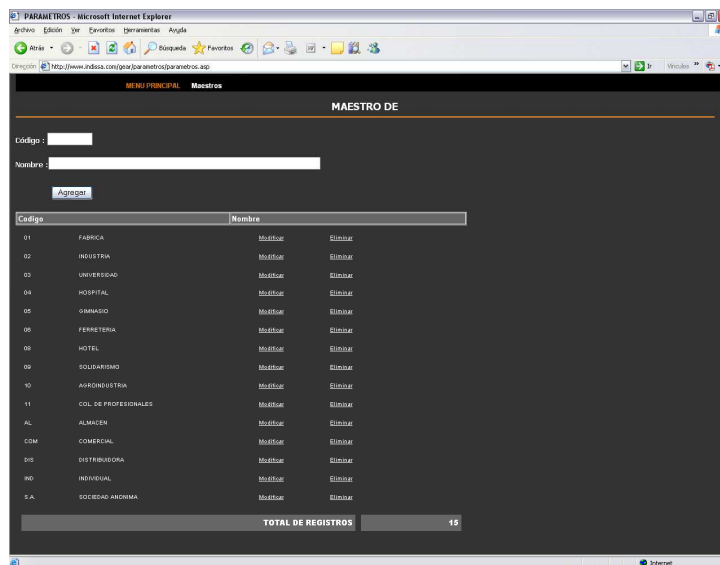 PARAMETROS - Microsoft Internet Explorer
Archivo Edición Ver Favoritos Herramientas Ayuda
Atrás Búsqueda Favoritos
Dirección http://www.indissa.com/gear/parametros/parametros.asp Ir Vínculos
MENU PRINCIPAL Maestros
MAESTRO DE
Código :
Nombre :
Agregar
Codigo Nombre
01 FABRICA Modificar Eliminar
02 INDUSTRIA Modificar Eliminar
03 UNIVERSIDAD Modificar Eliminar
04 HOSPITAL Modificar Eliminar
05 GIMNASIO Modificar Eliminar
06 FERRETERIA Modificar Eliminar
08 HOTEL Modificar Eliminar
09 SOLIDARISMO Modificar Eliminar
10 AGROINDUSTRIA Modificar Eliminar
11 COL. DE PROFESIONALES Modificar Eliminar
AL ALMACEN Modificar Eliminar
COM COMERCIAL Modificar Eliminar
DIS DISTRIBUIDORA Modificar Eliminar
IND INDIVIDUAL Modificar Eliminar
S.A. SOCIEDAD ANONIMA Modificar Eliminar
TOTAL DE REGISTROS 15
Internet